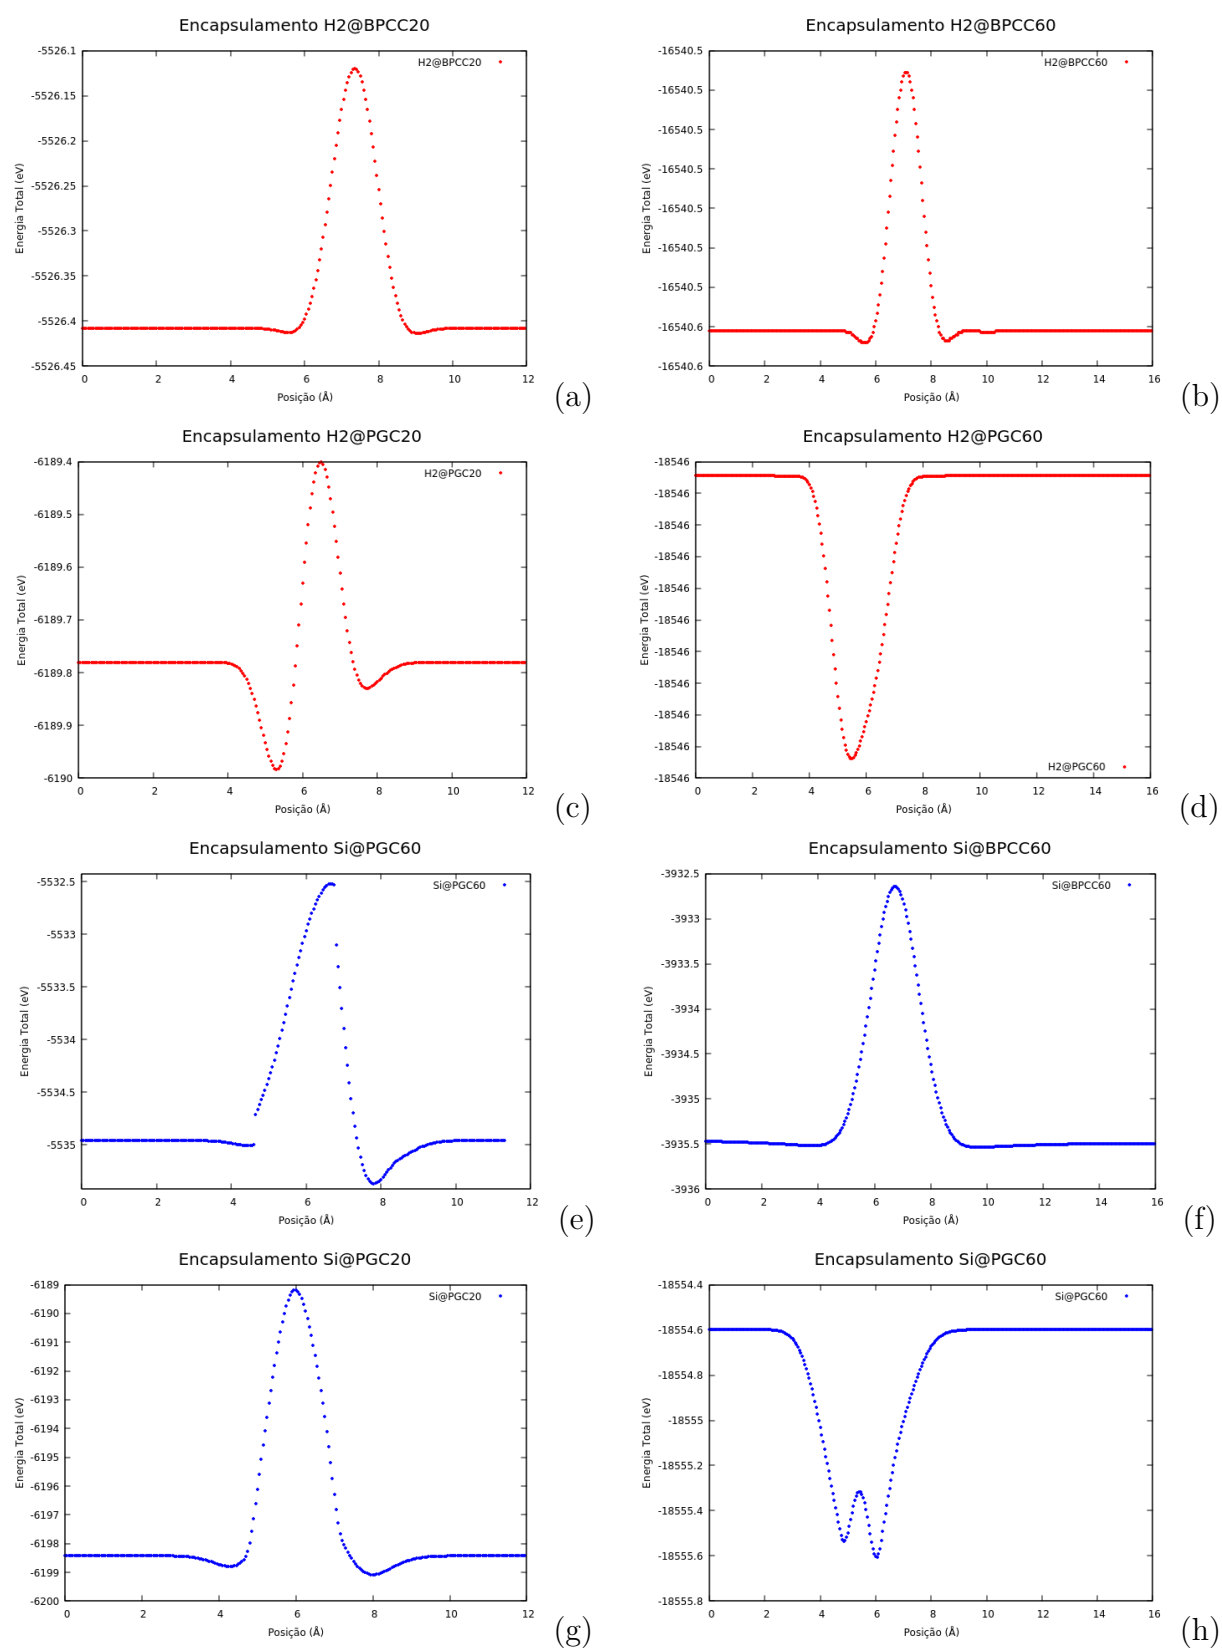 Encapsulamento H2@BPCC20
H2@BPCC20
-5526.1
-5526.15
-5526.2
-5526.25
-5526.3
-5526.35
-5526.4
-5526.45
Energia Total (eV)
0 2 4 6 8 10 12
Posição (Å)
(a)
Encapsulamento H2@BPCC60
H2@BPCC60
-16540.5
-16540.5
-16540.5
-16540.5
-16540.5
-16540.5
-16540.5
-16540.6
-16540.6
Energia Total (eV)
0 2 4 6 8 10 12 14 16
Posição (Å)
(b)
Encapsulamento H2@PGC20
H2@PGC20
-6189.4
-6189.5
-6189.6
-6189.7
-6189.8
-6189.9
-6190
Energia Total (eV)
0 2 4 6 8 10 12
Posição (Å)
(c)
Encapsulamento H2@PGC60
-18546
-18546
-18546
-18546
-18546
-18546
-18546
-18546
-18546
-18546
-18546
Energia Total (eV)
H2@PGC60
0 2 4 6 8 10 12 14 16
Posição (Å)
(d)
Encapsulamento Si@PGC60
Si@PGC60
-5532.5
-5533
-5533.5
-5534
-5534.5
-5535
Energia Total (eV)
0 2 4 6 8 10 12
Posição (Å)
(e)
Encapsulamento Si@BPCC60
Si@BPCC60
-3932.5
-3933
-3933.5
-3934
-3934.5
-3935
-3935.5
-3936
Energia Total (eV)
0 2 4 6 8 10 12 14 16
Posição (Å)
(f)
Encapsulamento Si@PGC20
Si@PGC20
-6189
-6190
-6191
-6192
-6193
-6194
-6195
-6196
-6197
-6198
-6199
-6200
Energia Total (eV)
0 2 4 6 8 10 12
Posição (Å)
(g)
Encapsulamento Si@PGC60
Si@PGC60
-18554.4
-18554.6
-18554.8
-18555
-18555.2
-18555.4
-18555.6
-18555.8
Energia Total (eV)
0 2 4 6 8 10 12 14 16
Posição (Å)
(h)